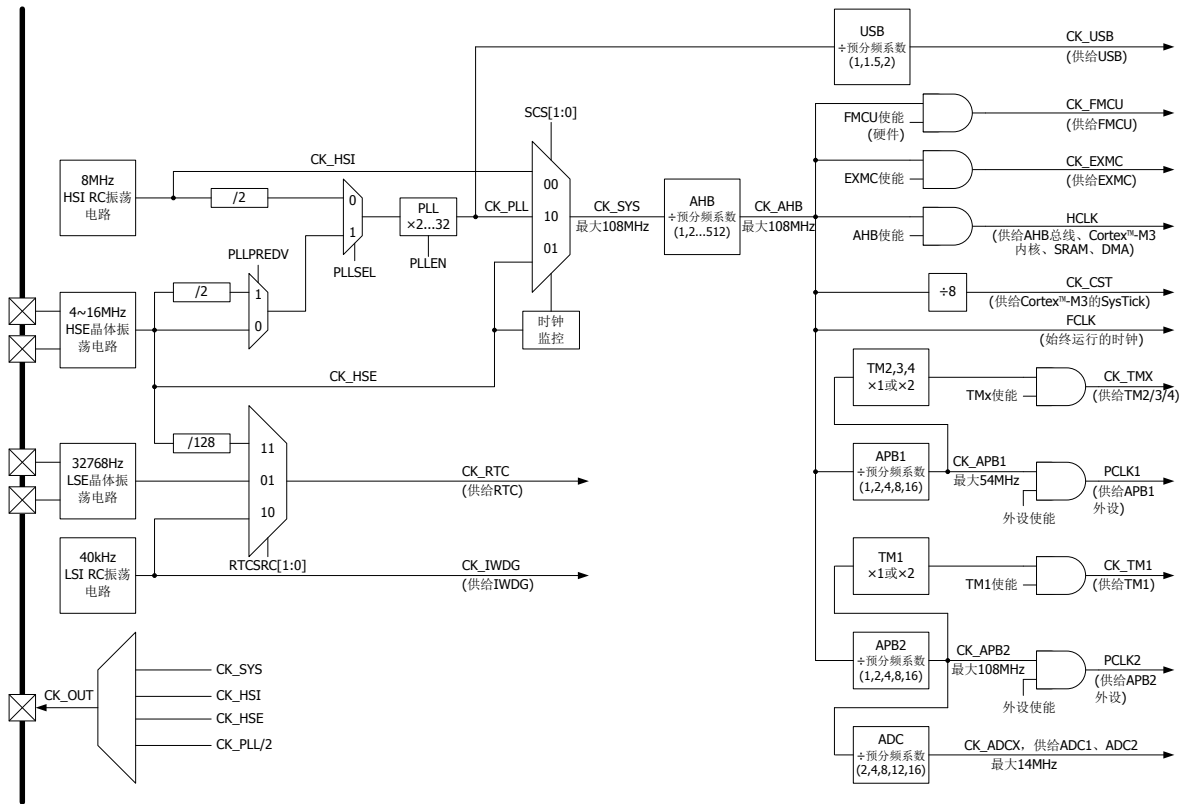 USB
÷预分频系数
(1,1.5,2)
CK_USB
(供给USB)
SCS[1:0]
FMCU使能
(硬件)
CK_FMCU
(供给FMCU)
8MHz
HSI RC振荡
电路
CK_HSI
/2
0
1
PLLSEL
PLL
×2...32
PLLEN
CK_PLL
00
10
01
CK_SYS
最大108MHz
AHB
÷预分频系数
(1,2...512)
CK_AHB
最大108MHz
EXMC使能
CK_EXMC
(供给EXMC)
AHB使能
HCLK
(供给AHB总线、Cortex™-M3
内核、SRAM、DMA)
PLLPREDV
/2
1
0
4~16MHz
HSE晶体振
荡电路
时钟
监控
÷8
CK_CST
(供给Cortex™-M3的SysTick)
FCLK
(始终运行的时钟)
CK_HSE
TM2,3,4
×1或×2
TMx使能
CK_TMX
(供给TM2/3/4)
/128
11
01
10
RTCSRC[1:0]
32768Hz
LSE晶体振
荡电路
CK_RTC
(供给RTC)
APB1
÷预分频系数
(1,2,4,8,16)
CK_APB1
最大54MHz
外设使能
PCLK1
(供给APB1
外设)
40kHz
LSI RC振荡
电路
CK_IWDG
(供给IWDG)
TM1
×1或×2
TM1使能
CK_TM1
(供给TM1)
APB2
÷预分频系数
(1,2,4,8,16)
CK_APB2
最大108MHz
外设使能
PCLK2
(供给APB2
外设)
CK_OUT
CK_SYS
CK_HSI
CK_HSE
CK_PLL/2
ADC
÷预分频系数
(2,4,8,12,16)
CK_ADCX，供给ADC1、ADC2
最大14MHz